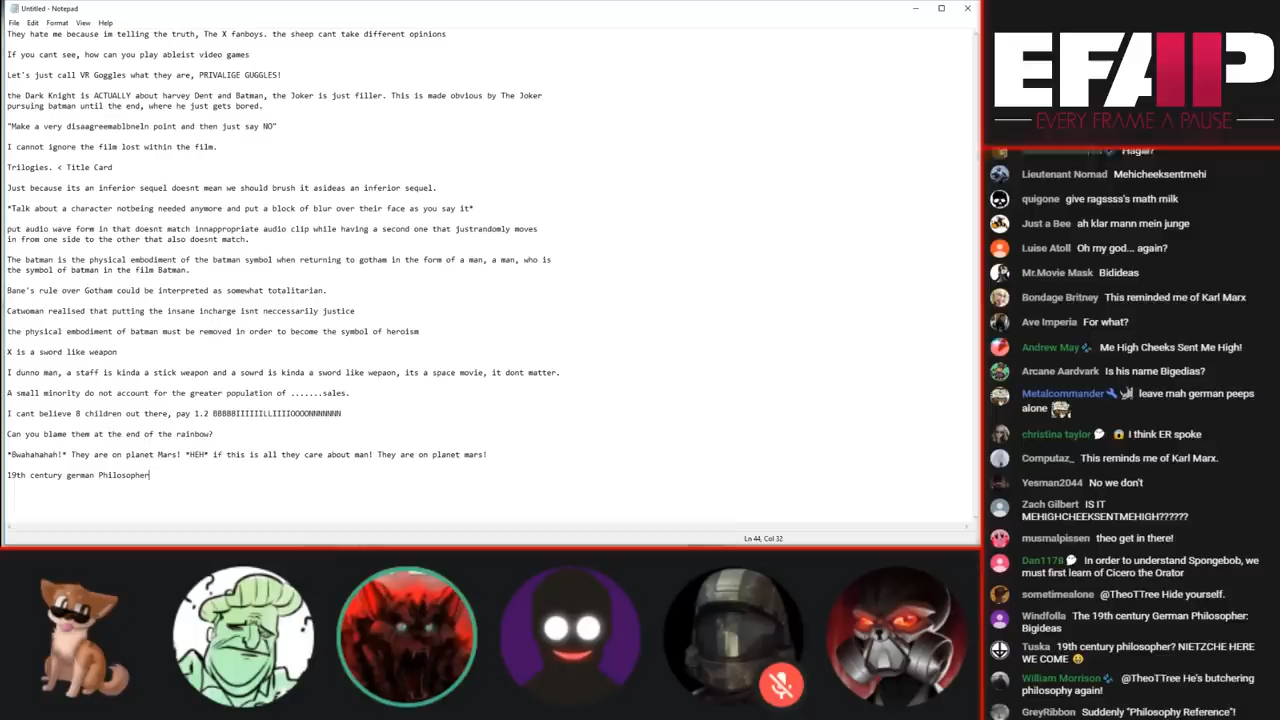 Untitled - Notepad
File Edit Format View Help
They hate me because im telling the truth, The X fanboys. the sheep cant take different opinions
If you cant see, how can you play ableist video games
Let's just call VR Goggles what they are, PRIVALIGE GUGGLES!
the Dark Knight is ACTUALLY about harvey Dent and Batman, the Joker is just filler. This is made obvious by The Joker
pursuing batman until the end, where he just gets bored.
"Make a very disaagreemablbneln point and then just say NO"
I cannot ignore the film lost within the film.
Trilogies. < Title Card
Just because its an inferior sequel doesnt mean we should brush it asideas an inferior sequel.
*Talk about a character notbeing needed anymore and put a block of blur over their face as you say it*
put audio wave form in that doesnt match innappropriate audio clip while having a second one that justrandomly moves
in from one side to the other that also doesnt match.
The batman is the physical embodiment of the batman symbol when returning to gotham in the form of a man, a man, who is
the symbol of batman in the film Batman.
Bane's rule over Gotham could be interpreted as somewhat totalitarian.
Catwoman realised that putting the insane incharge isnt neccessarily justice
the physical embodiment of batman must be removed in order to become the symbol of heroism
X is a sword like weapon
I dunno man, a staff is kinda a stick weapon and a sowrd is kinda a sword like wepaon, its a space movie, it dont matter.
A small minority do not account for the greater population of .......sales.
I cant believe 8 children out there, pay 1.2 BBBBBIIIIIILLIIIIOOOONNNNNNN
Can you blame them at the end of the rainbow?
*Bwahahahah!* They are on planet Mars! *HEH* if this is all they care about man! They are on planet mars!
19th century german Philosopher
Ln 44, Col 32
EFAP
EVERY FRAME A PAUSE
Lieutenant Nomad Mehicheeksentmehi
quigone give ragssss's math milk
Just a Bee ah klar mann mein junge
Luise Atoll Oh my god... again?
Mr.Movie Mask Bidideas
Bondage Britney This reminded me of Karl Marx
Ave Imperia For what?
Andrew May Me High Cheeks Sent Me High!
Arcane Aardvark Is his name Bigedias?
Metalcommander leave mah german peeps
alone
christina taylor I think ER spoke
Computaz_ This reminds me of Karl Marx.
Yesman2044 No we don't
Zach Gilbert IS IT
MEHIGHCHEEKSENTMEHIGH??????
musmalpissen theo get in there!
Dan1178 In order to understand Spongebob, we
must first learn of Cicero the Orator
sometimealone @TheoTTree Hide yourself.
Windfolla The 19th century German Philosopher:
Bigideas
Tuska 19th century philosopher? NIETZCHE HERE
WE COME
William Morrison @TheoTTree He's butchering
philosophy again!
GreyRibbon Suddenly "Philosophy Reference"!